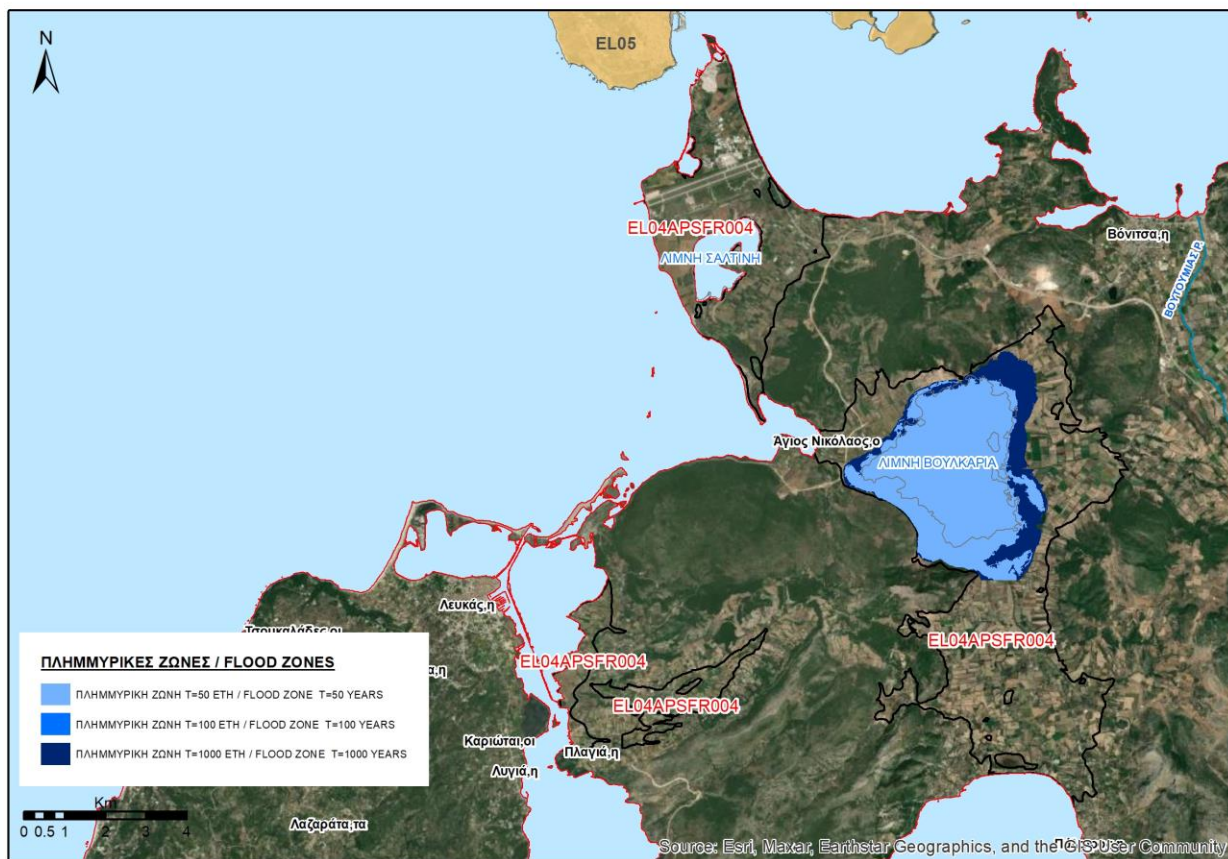 N
EL05
EL04APSFR004
ΛΙΜΝΗ ΣΑΛΤΙΝΗ
Βόνιτσα,η
ΒΟΥΤΟΥΜΙΑΣ Ρ.
Άγιος Νικόλαος,ο
ΛΙΜΝΗ ΒΟΥΛΚΑΡΙΑ
Λευκάς,η
Τσουκαλάδες,οι
EL04APSFR004
EL04APSFR004
EL04APSFR004
Καριώται,οι
Πλαγιά,η
Λυγιά,η
Λαζαράτα,τα
ΠΛΗΜΜΥΡΙΚΕΣ ΖΩΝΕΣ / FLOOD ZONES
ΠΛΗΜΜΥΡΙΚΗ ΖΩΝΗ T=50 ΕΤΗ / FLOOD ZONE T=50 YEARS
ΠΛΗΜΜΥΡΙΚΗ ΖΩΝΗ T=100 ΕΤΗ / FLOOD ZONE T=100 YEARS
ΠΛΗΜΜΥΡΙΚΗ ΖΩΝΗ T=1000 ΕΤΗ / FLOOD ZONE T=1000 YEARS
Km
0 0.5 1 2 3 4
Source: Esri, Maxar, Earthstar Geographics, and the GIS User Community